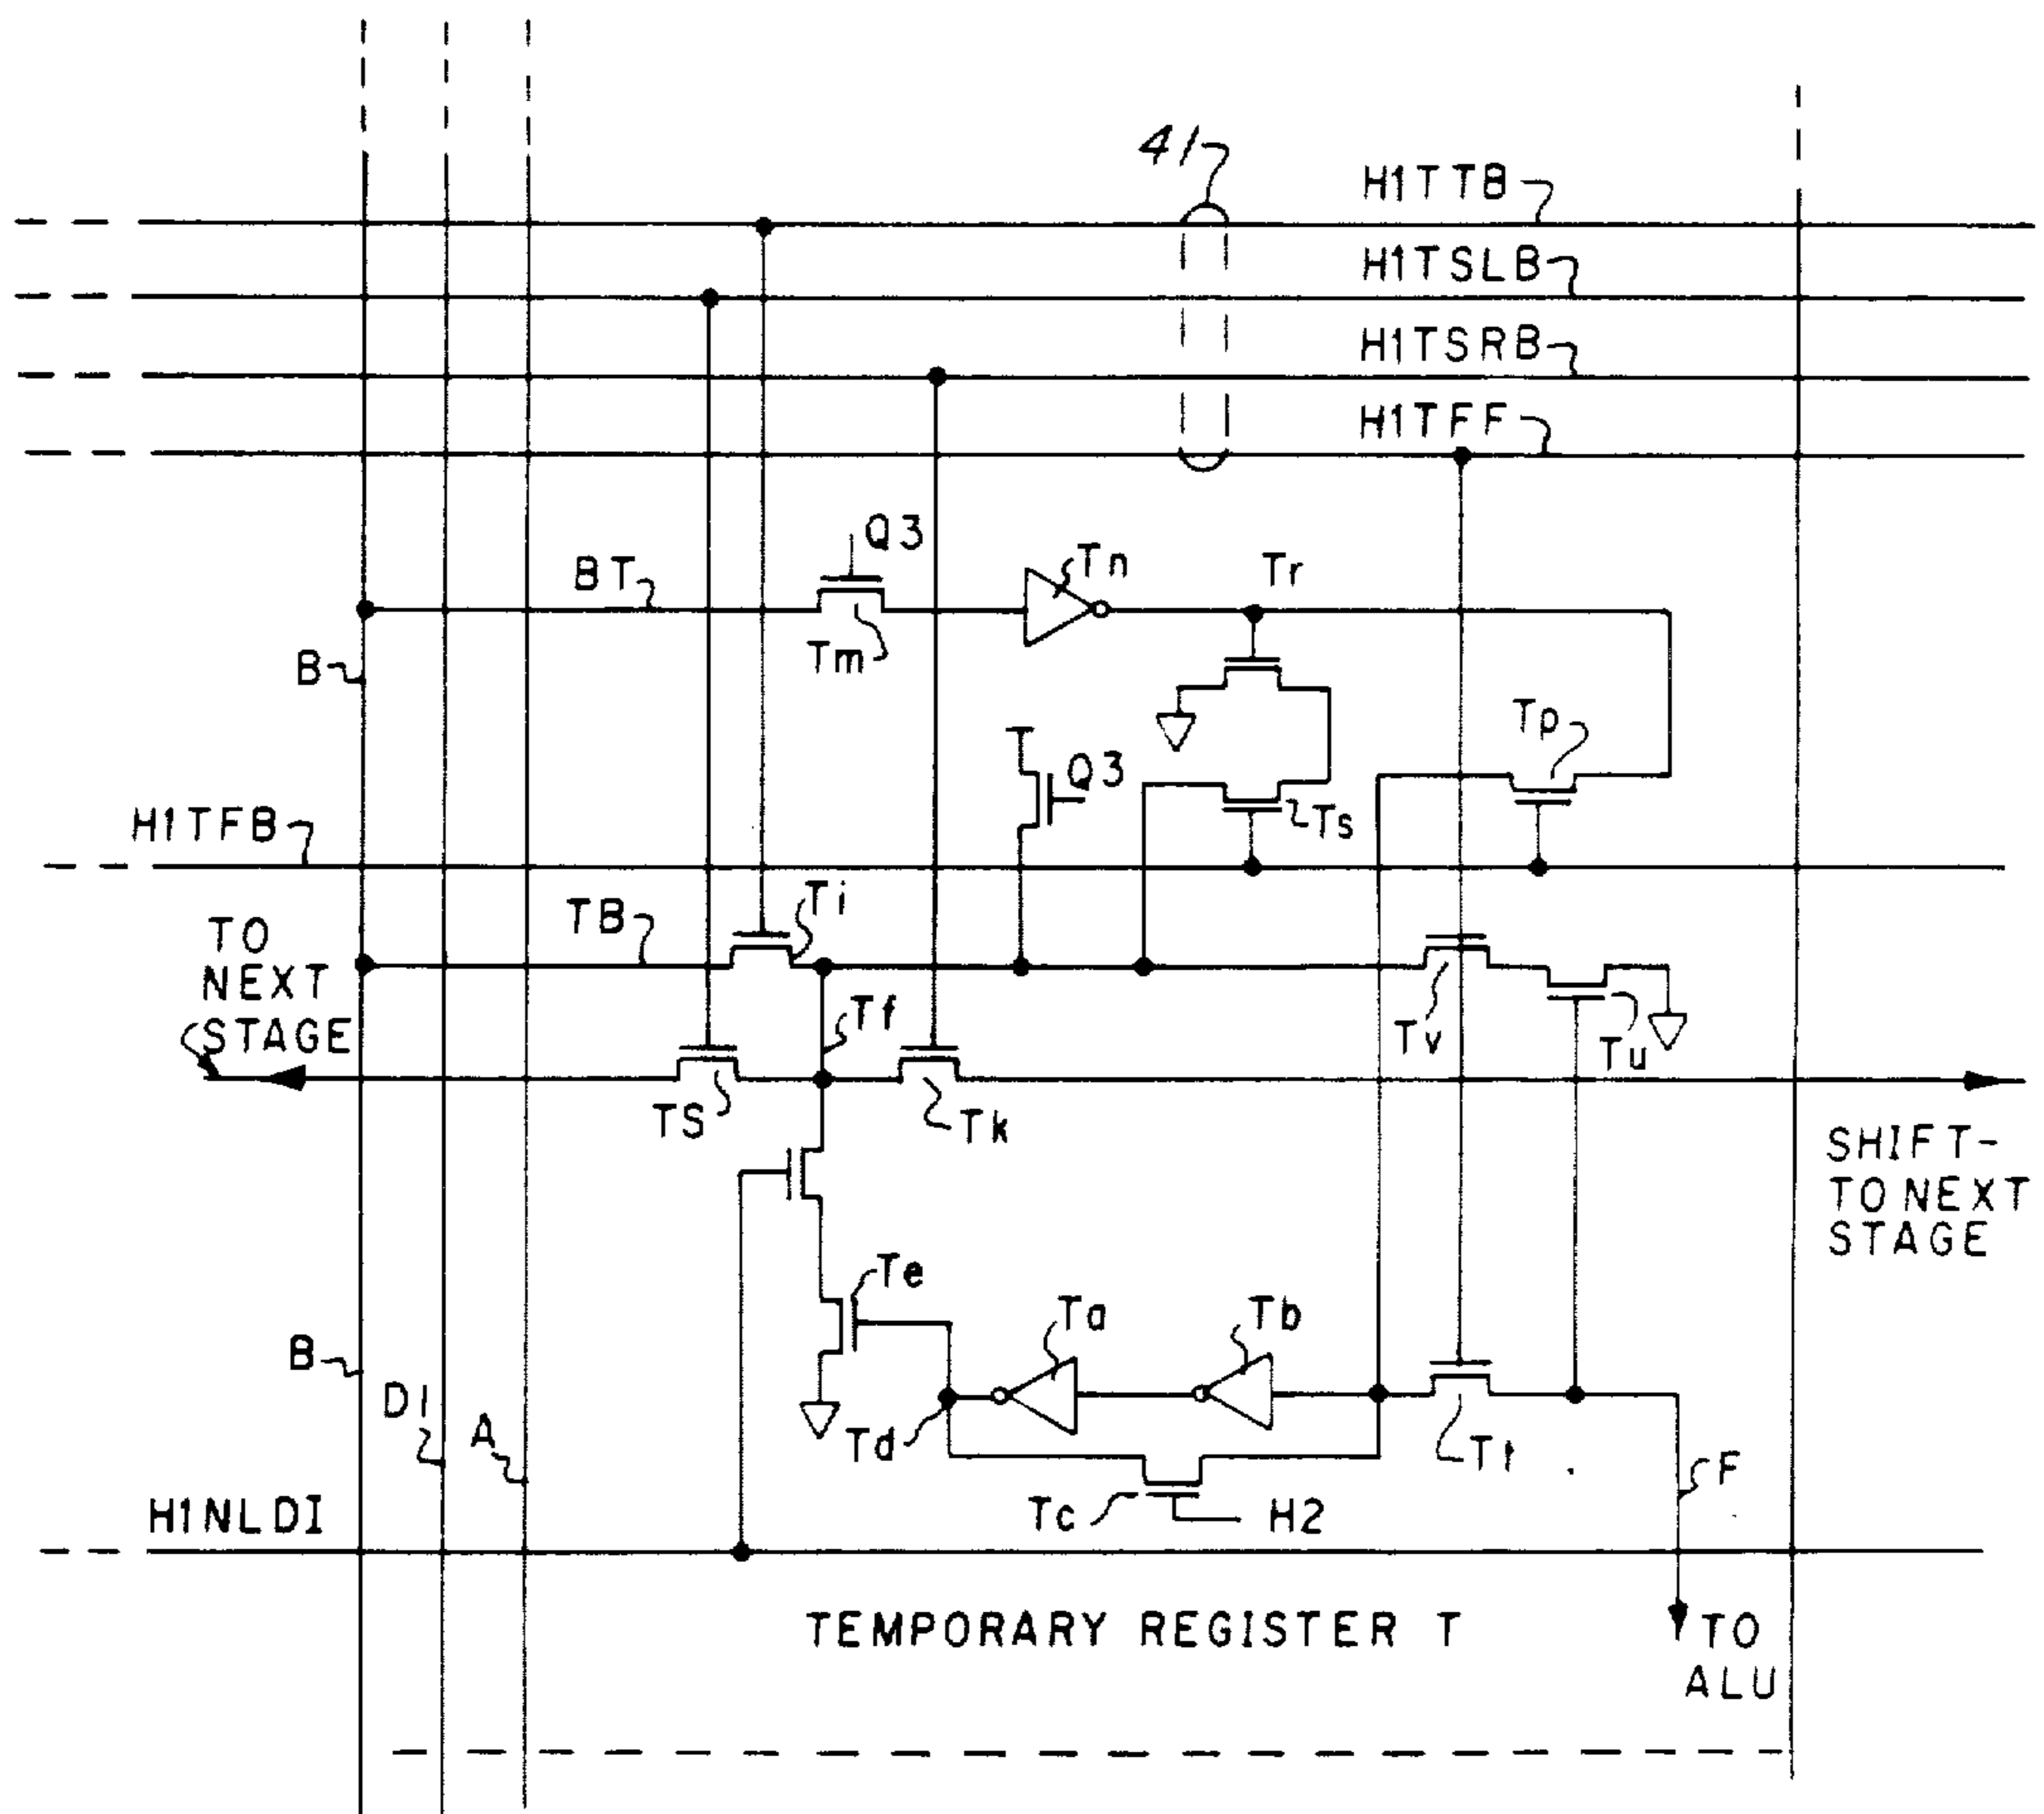 41
H1TTB
H1TSLB
H1TSRB
H1TFF
Q3
BT
Tn
Tr
Tm
B
Tp
Q3
Ts
H1TFB
Ti
TB
TO
NEXT
STAGE
Tf
Tv
Tu
TS
Tk
SHIFT-
TO NEXT
STAGE
Te
Ta
Tb
B
D1
A
Td
Tt
F
Tc
H2
H1NLDI
TEMPORARY REGISTER T
TO
ALU